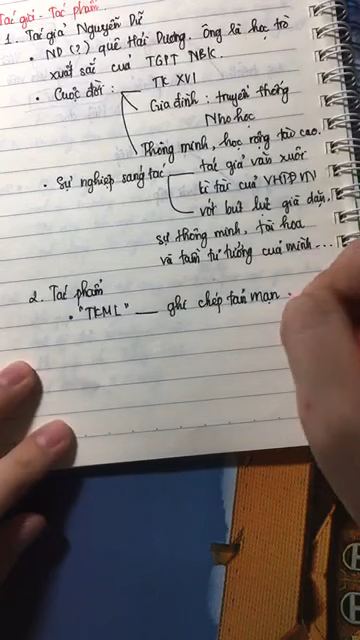 Tác giả - Tác phẩm.
1. Tác giả Nguyễn Dữ
• ND (?) quê Hải Dương. Ông là học trò
xuất sắc của TGPT NBK.
• Cuộc đời: TK XVI
Gia đình: truyền thống
Nho học
Thông minh, học rộng tài cao.
• Sự nghiệp sáng tác tác giả văn xuôi
kì tài của VHTĐVN
với bút lực già dặn,
sự thông minh, tài hoa
và tầm tư tưởng của mình...
2. Tác phẩm
• "TKML" — ghi chép tản mạn